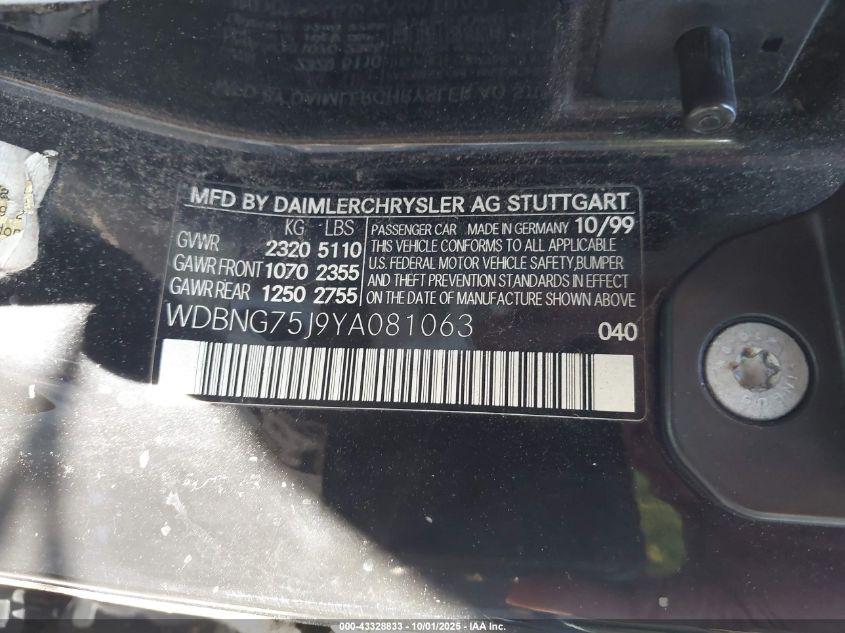 MFD BY DAIMLERCHRYSLER AG STUTTGART
KG LBS
GVWR 2320 5110
GAWR FRONT 1070 2355
GAWR REAR 1250 2755
PASSENGER CAR MADE IN GERMANY 10/99
THIS VEHICLE CONFORMS TO ALL APPLICABLE
U.S. FEDERAL MOTOR VEHICLE SAFETY,BUMPER
AND THEFT PREVENTION STANDARDS IN EFFECT
ON THE DATE OF MANUFACTURE SHOWN ABOVE
WDBNG75J9YA081063 040
000-43328833 - 10/01/2025 - IAA Inc.